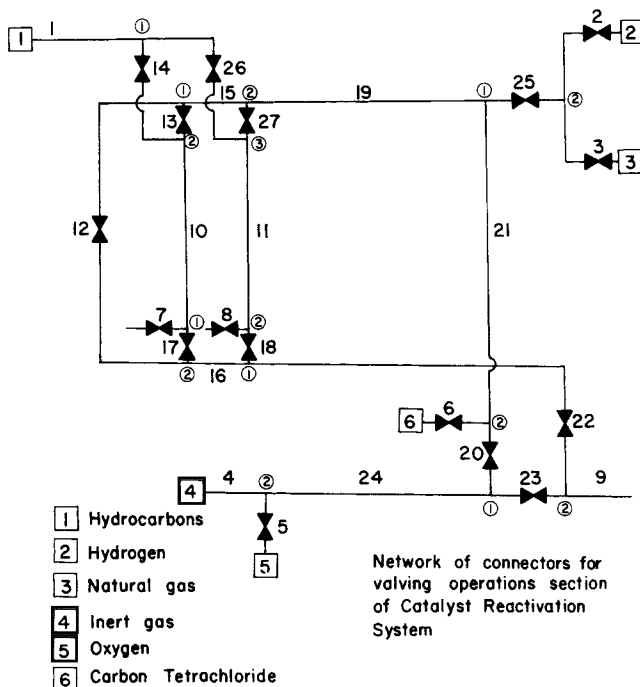 1 ①
2
1
2
14 26
25
①
②
15 ②
19
①
②
13 27
② ③
3
3
12
10 11
21
7 ①
8 ②
17 18
② 16 ①
6
6
②
22
20
4 4 ② 24
23 9
① ②
5
5
1 Hydrocarbons
2 Hydrogen
3 Natural gas
4 Inert gas
5 Oxygen
6 Carbon Tetrachloride
Network of connectors for
valving operations section
of Catalyst Reactivation
System